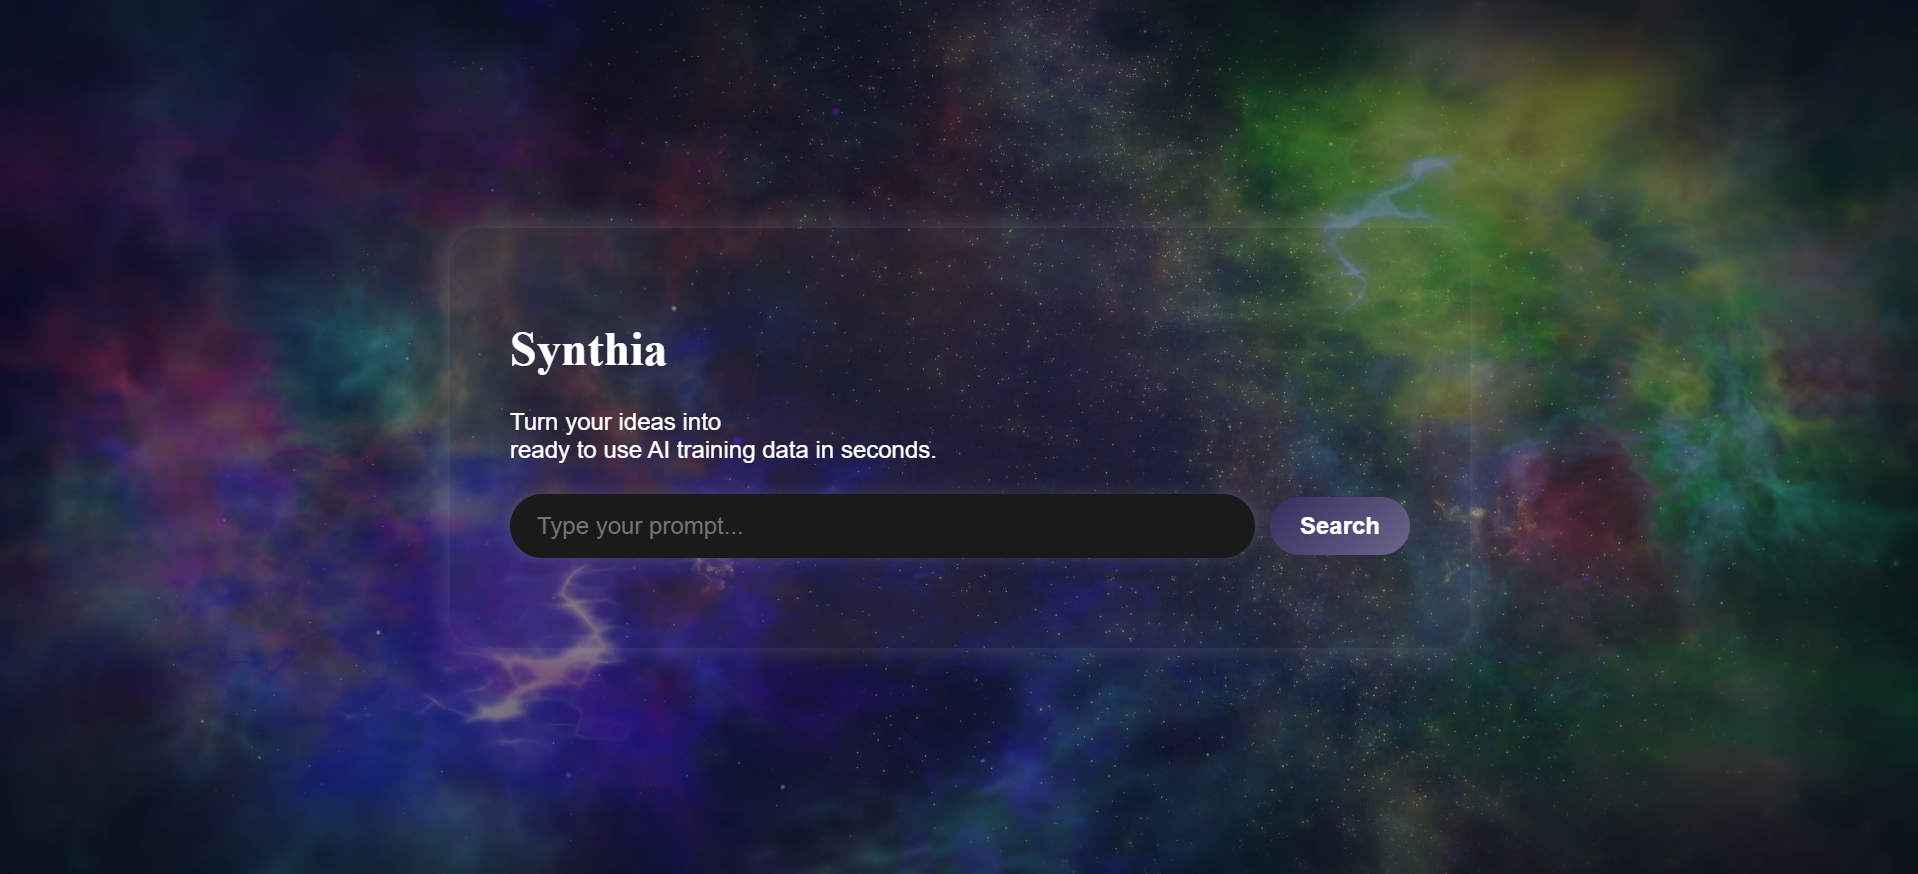 Synthia
Turn your ideas into
ready to use AI training data in seconds.
Type your prompt...
Search